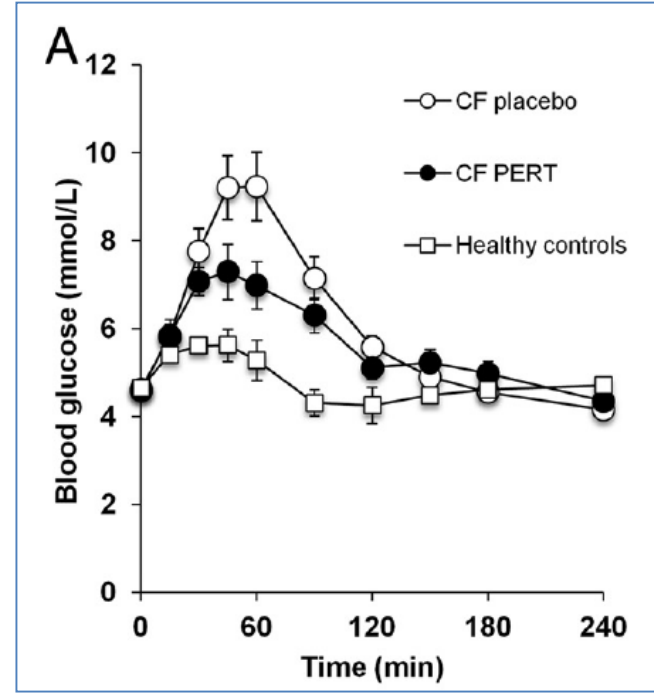 A
12
10
8
6
4
2
0
Blood glucose (mmol/L)
CF placebo
CF PERT
Healthy controls
0 60 120 180 240
Time (min)